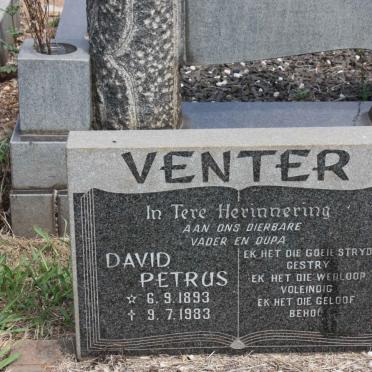 VENTER
In Tere Herinnering
AAN ONS DIERBARE
VADER EN OUPA
DAVID
PETRUS
☆ 6.9.1893
† 9.7.1983
EK HET DIE GOEIE STRYD
GESTRY
EK HET DIE WEDLOOP
VOLEINDIG
EK HET DIE GELOOF
BEHOU